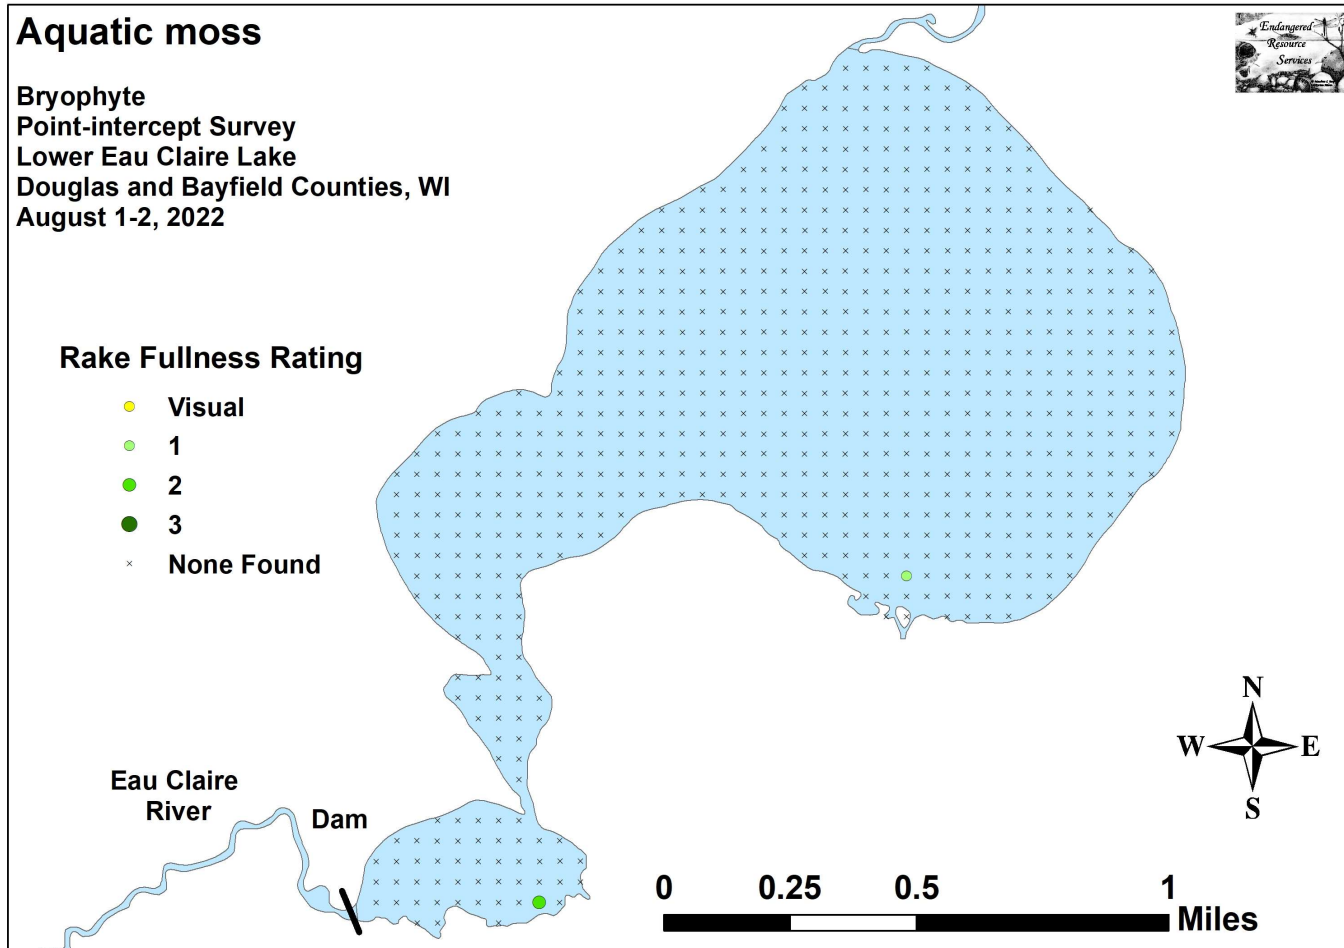 Aquatic moss
Bryophyte
Point-intercept Survey
Lower Eau Claire Lake
Douglas and Bayfield Counties, WI
August 1-2, 2022
Endangered
Resource
Services
Rake Fullness Rating
Visual
1
2
3
None Found
Eau Claire
River
Dam
N
W E
S
0 0.25 0.5 1
Miles